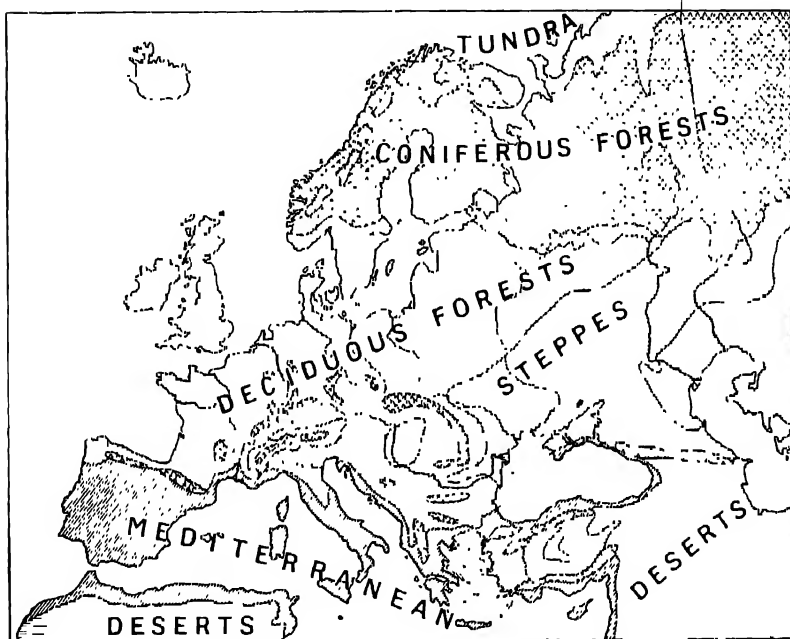 TUNDRA
CONIFEROUS FORESTS
DECIDUOUS FORESTS
STEPPES
MEDITERRANEAN
DESERTS
DESERTS